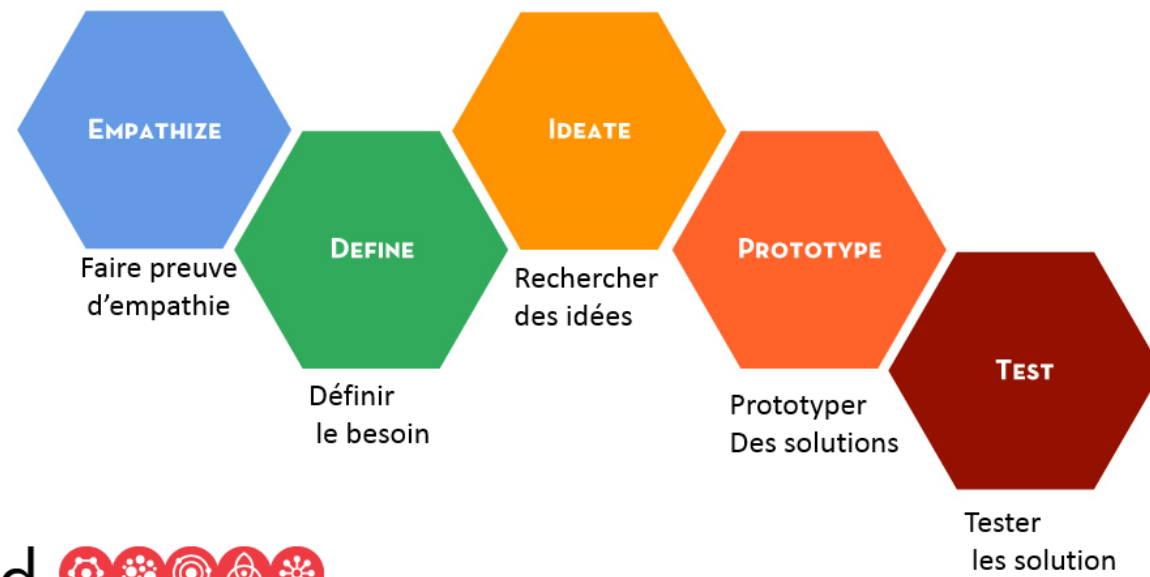 EMPATHIZE
Faire preuve
d’empathie
DEFINE
Définir
le besoin
IDEATE
Rechercher
des idées
PROTOTYPE
Prototyper
Des solutions
TEST
Tester
les solution
d